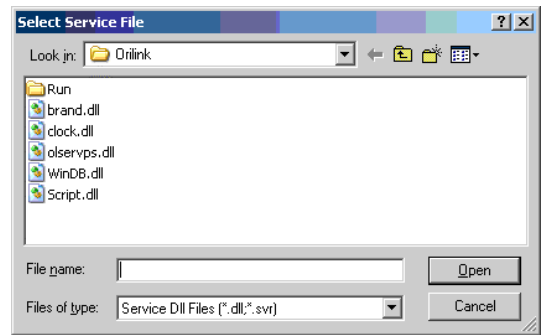 Select Service File
Look in: Orilink
Run
brand.dll
clock.dll
olservps.dll
WinDB.dll
Script.dll
File name:
Open
Files of type: Service Dll Files (*.dll;*.svr)
Cancel